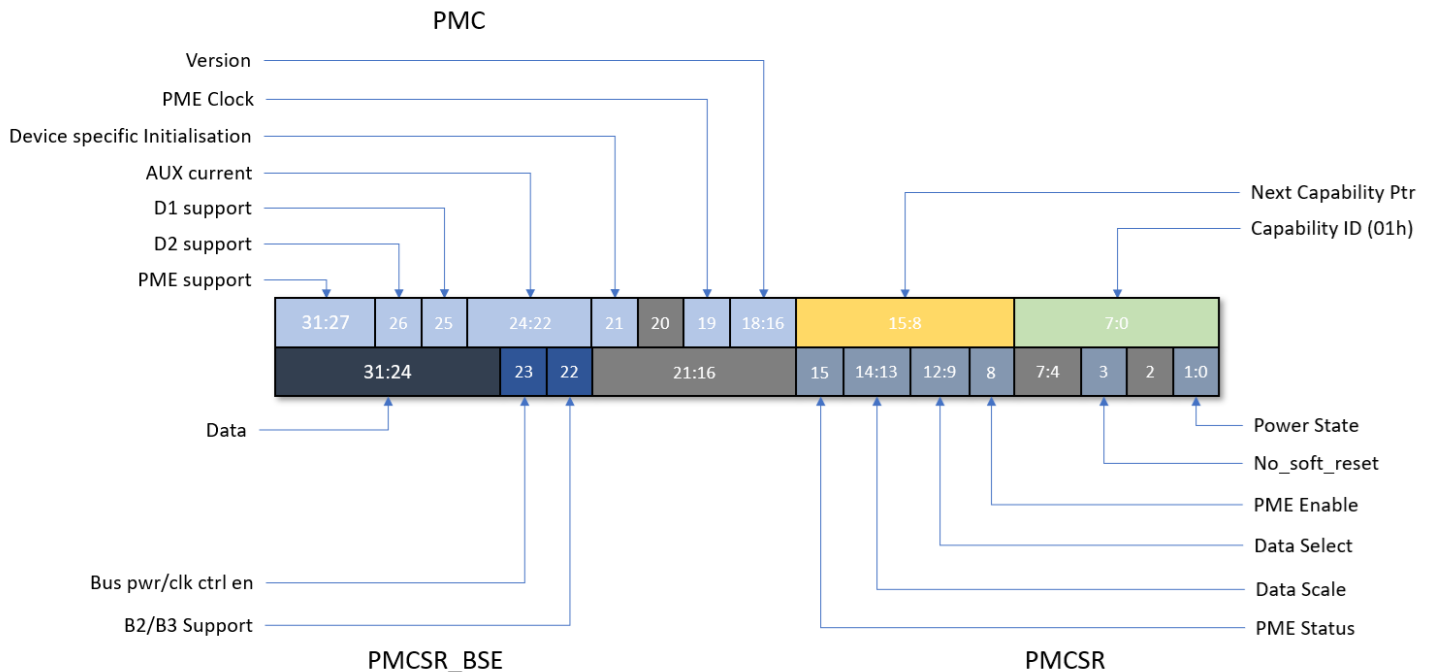 PMC
Version
PME Clock
Device specific Initialisation
AUX current
D1 support
D2 support
PME support
Next Capability Ptr
Capability ID (01h)
31:27 26 25 24:22 21 20 19 18:16 15:8 7:0
31:24 23 22 21:16 15 14:13 12:9 8 7:4 3 2 1:0
Data
Bus pwr/clk ctrl en
B2/B3 Support
Power State
No_soft_reset
PME Enable
Data Select
Data Scale
PME Status
PMCSR_BSE
PMCSR